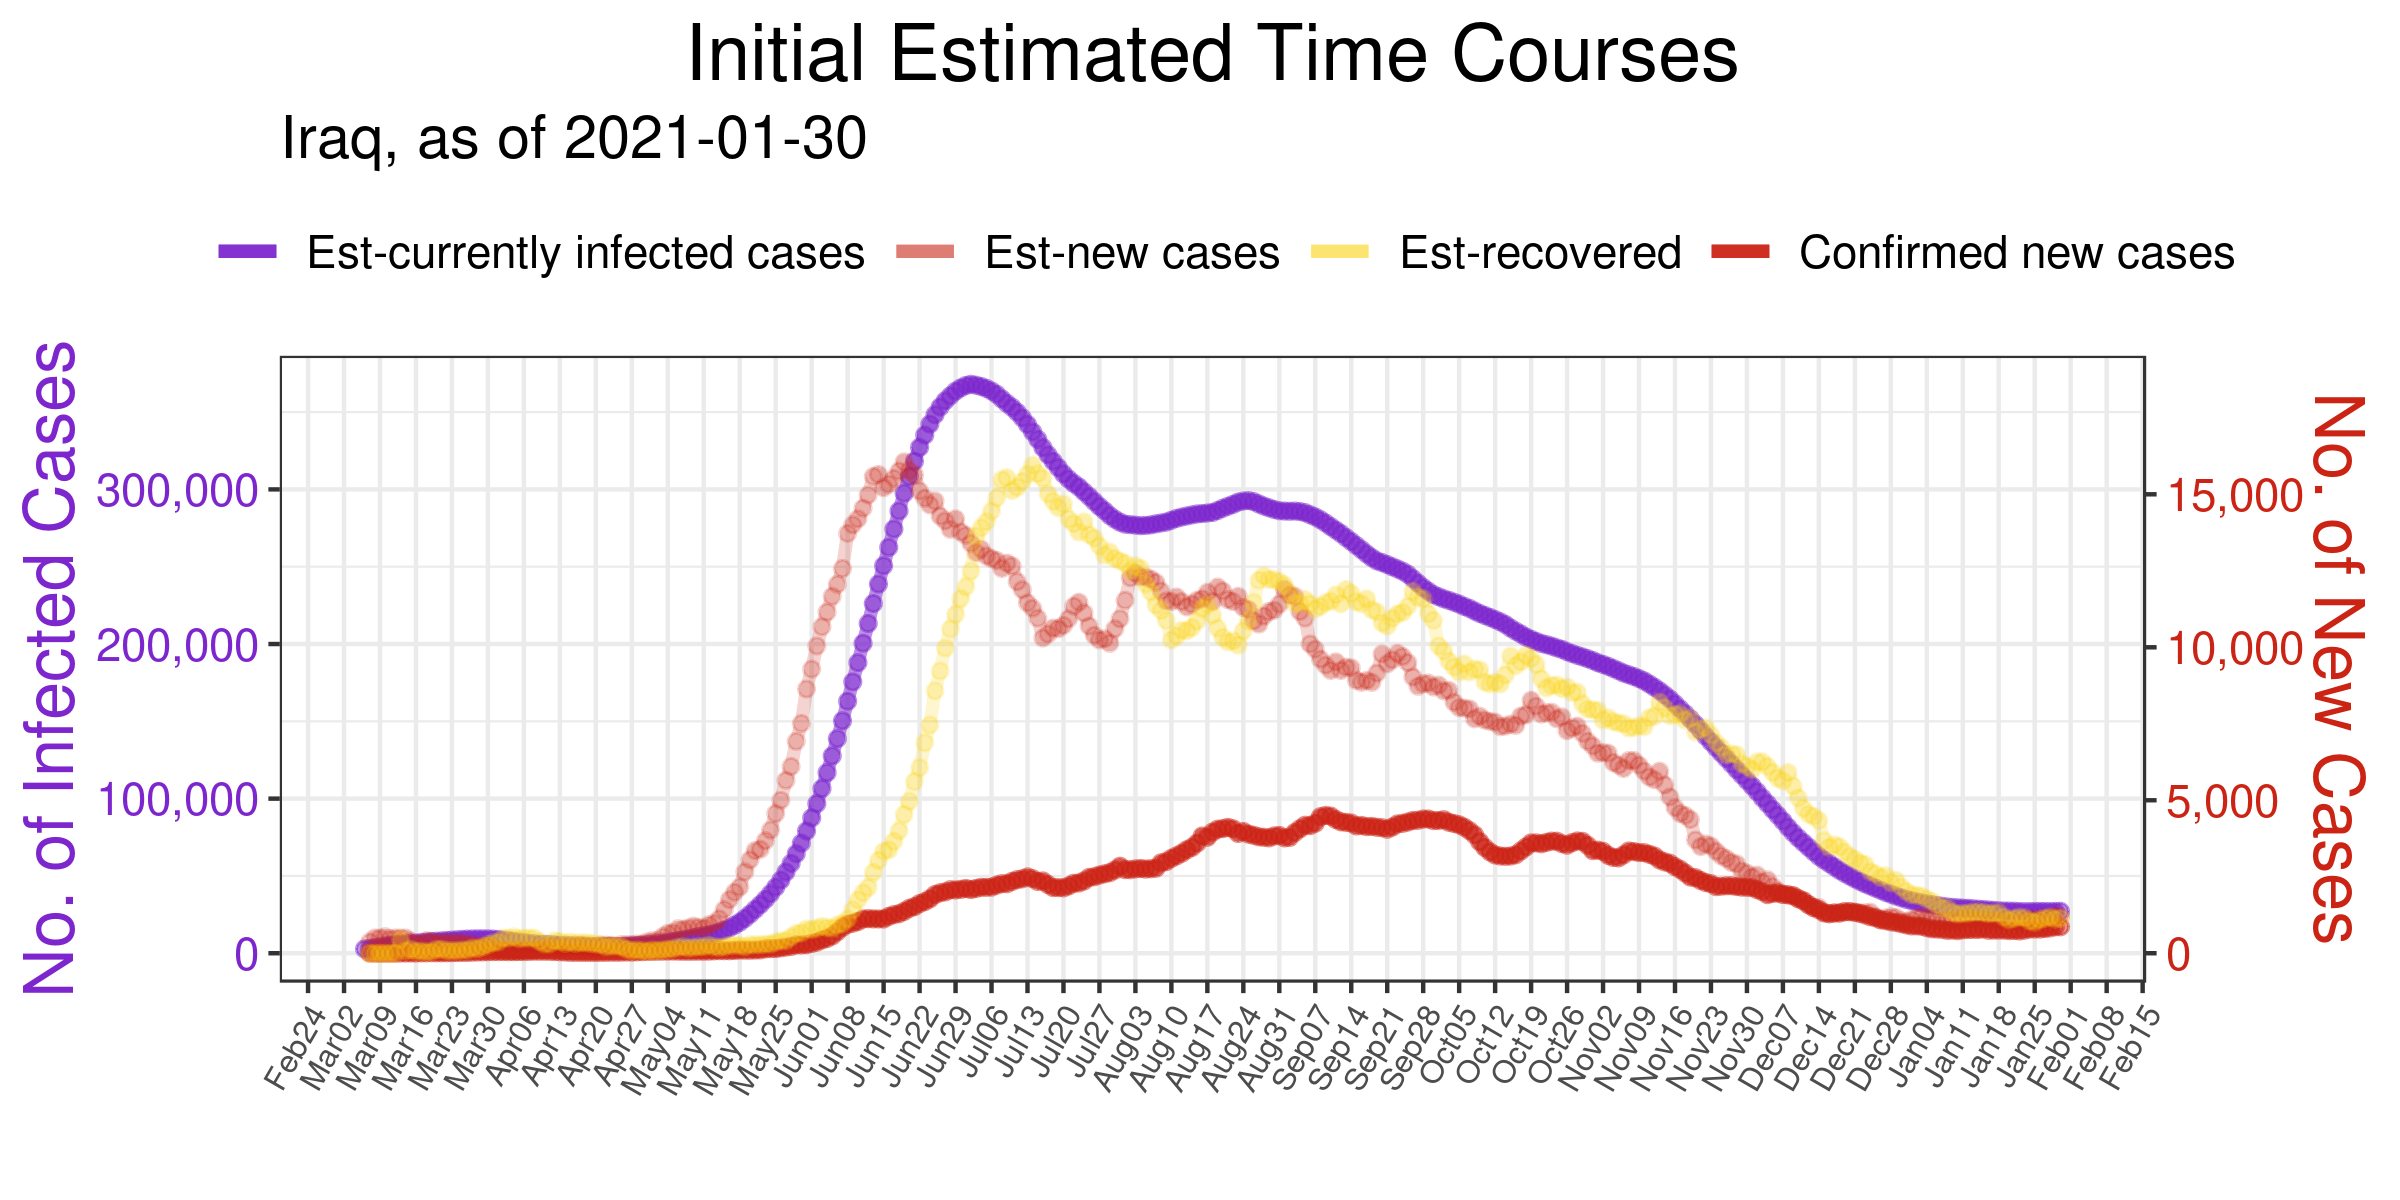 Initial Estimated Time Courses
Iraq, as of 2021-01-30
Est-currently infected cases
Est-new cases
Est-recovered
Confirmed new cases
No. of Infected Cases
300,000
200,000
100,000
0
15,000
10,000
5,000
0
No. of New Cases
Feb24
Mar02
Mar09
Mar16
Mar23
Mar30
Apr06
Apr13
Apr20
Apr27
May04
May11
May18
May25
Jun01
Jun08
Jun15
Jun22
Jun29
Jul06
Jul13
Jul20
Jul27
Aug03
Aug10
Aug17
Aug24
Aug31
Sep07
Sep14
Sep21
Sep28
Oct05
Oct12
Oct19
Oct26
Nov02
Nov09
Nov16
Nov23
Nov30
Dec07
Dec14
Dec21
Dec28
Jan04
Jan11
Jan18
Jan25
Feb01
Feb08
Feb15